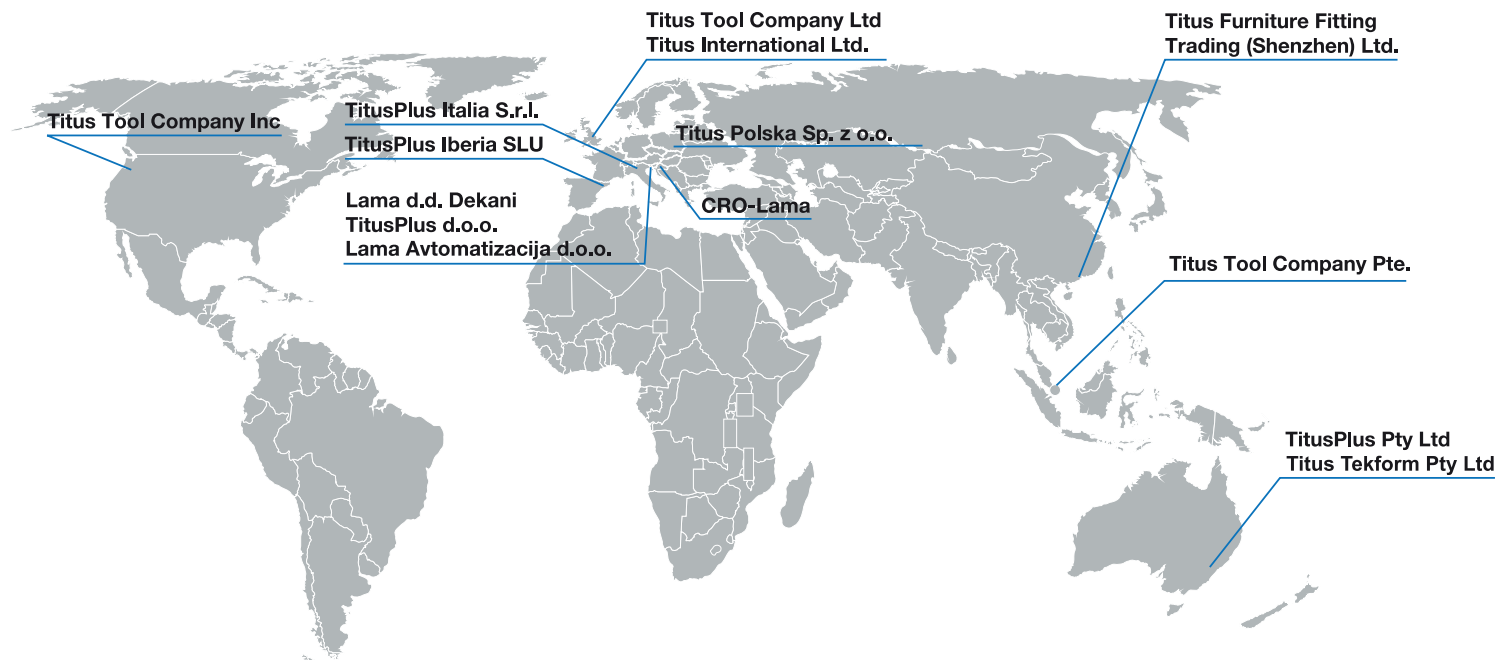 Titus Tool Company Ltd
Titus International Ltd.
Titus Furniture Fitting
Trading (Shenzhen) Ltd.
Titus Tool Company Inc
TitusPlus Italia S.r.l.
TitusPlus Iberia SLU
Titus Polska Sp. z o.o.
Lama d.d. Dekani
TitusPlus d.o.o.
Lama Avtomatizacija d.o.o.
CRO-Lama
Titus Tool Company Pte.
TitusPlus Pty Ltd
Titus Tekform Pty Ltd